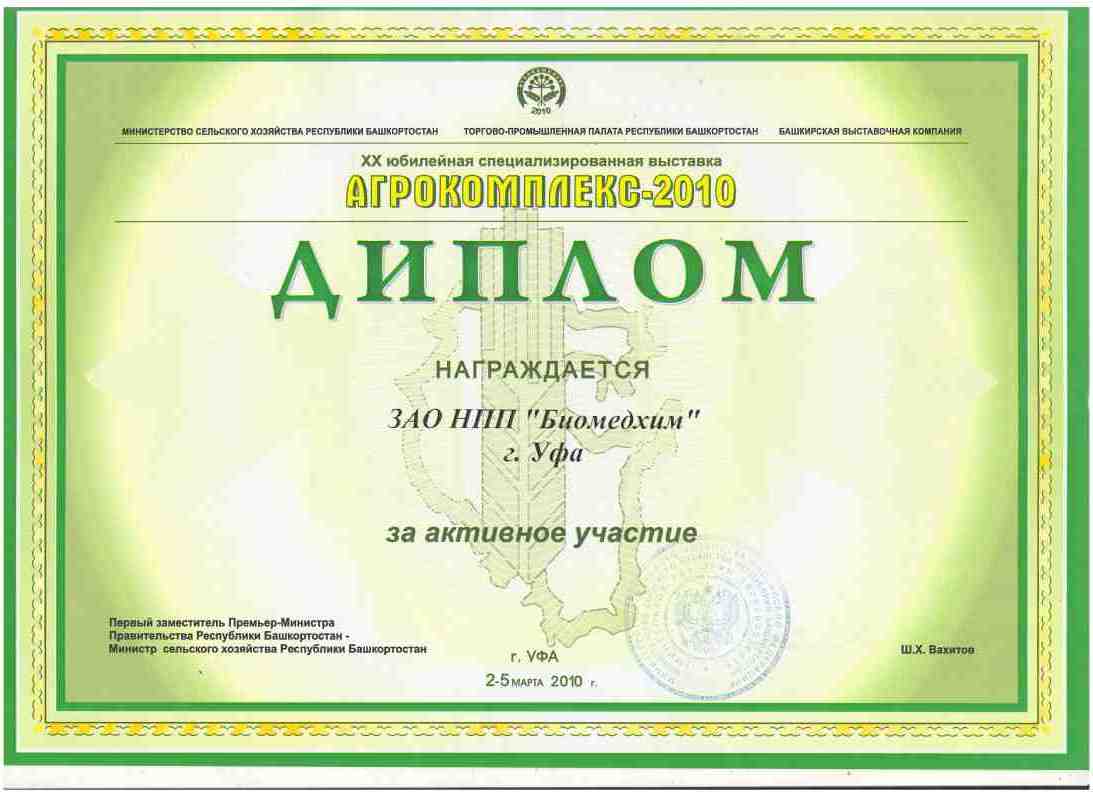 2010
МИНИСТЕРСТВО СЕЛЬСКОГО ХОЗЯЙСТВА РЕСПУБЛИКИ БАШКОРТОСТАН ТОРГОВО-ПРОМЫШЛЕННАЯ ПАЛАТА РЕСПУБЛИКИ БАШКОРТОСТАН БАШКИРСКАЯ ВЫСТАВОЧНАЯ КОМПАНИЯ
XX юбилейная специализированная выставка
АГРОКОМПЛЕКС-2010
ДИПЛОМ
НАГРАЖДАЕТСЯ
ЗАО НПП "Биомедхим"
г. Уфа
за активное участие
Первый заместитель Премьер-Министра
Правительства Республики Башкортостан -
Министр сельского хозяйства Республики Башкортостан
Ш.Х. Вахитов
г. УФА
2-5 МАРТА 2010 г.